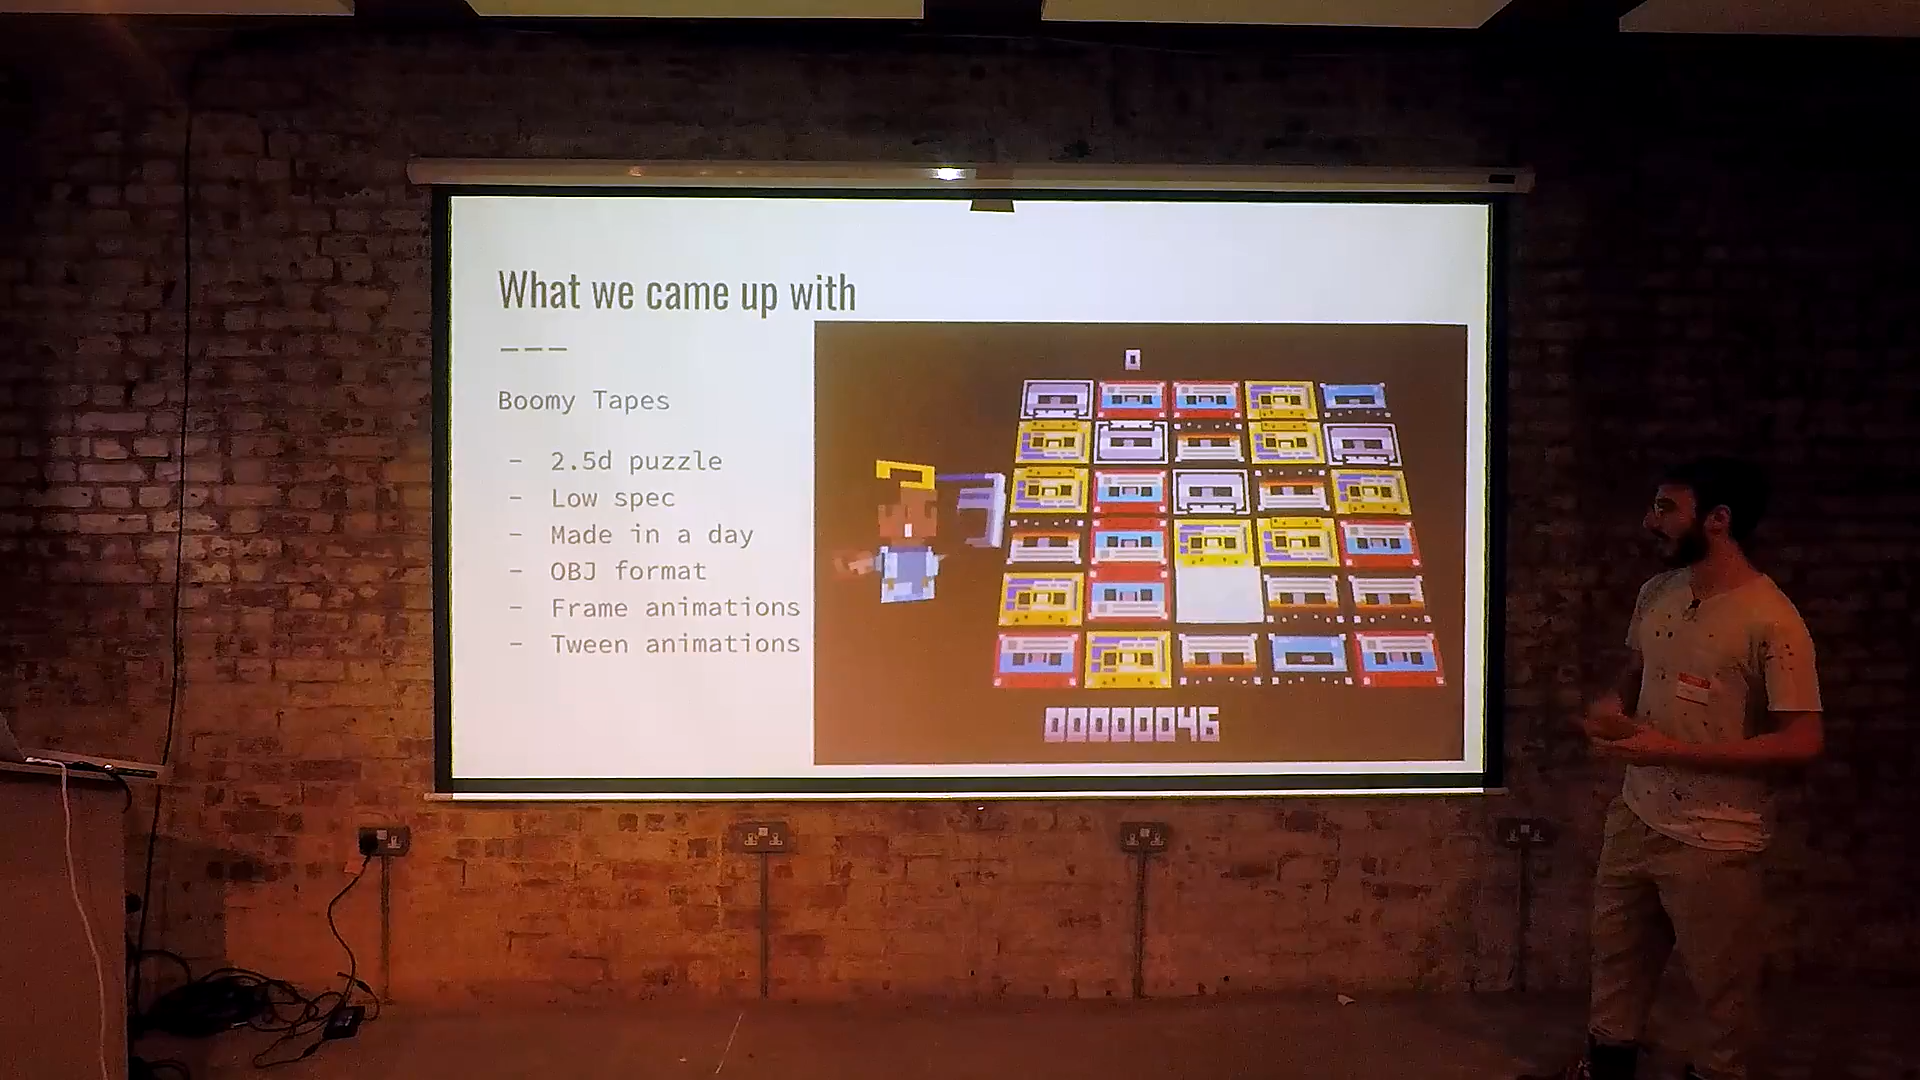 What we came up with
---
Boomy Tapes
- 2.5d puzzle
- Low spec
- Made in a day
- OBJ format
- Frame animations
- Tween animations
0
00000046